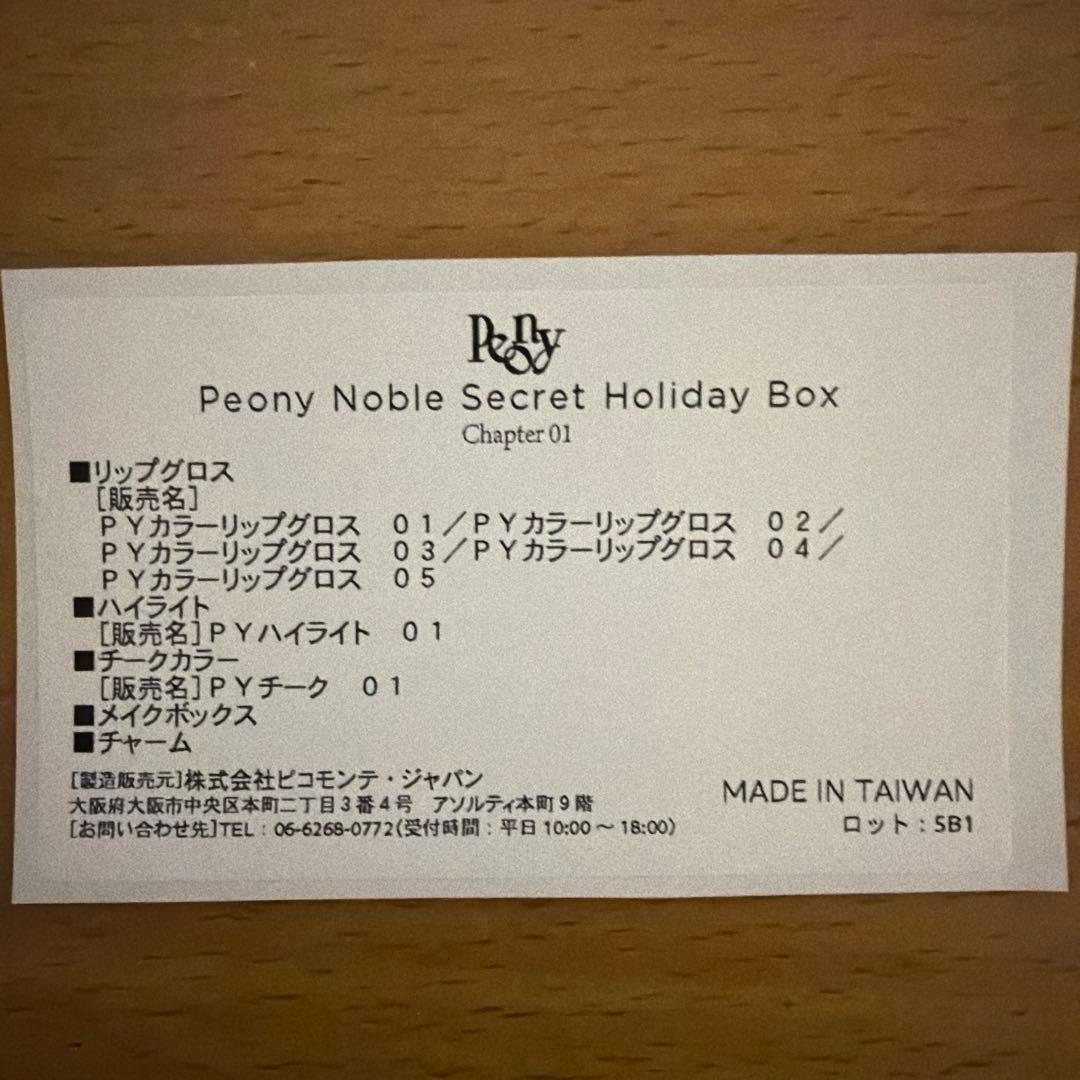 Peony
Peony Noble Secret Holiday Box
Chapter 01
■リップグロス
[販売名]
ＰＹカラーリップグロス　０１／ＰＹカラーリップグロス　０２／
ＰＹカラーリップグロス　０３／ＰＹカラーリップグロス　０４／
ＰＹカラーリップグロス　０５
■ハイライト
[販売名]ＰＹハイライト　０１
■チークカラー
[販売名]ＰＹチーク　０１
■メイクボックス
■チャーム
[製造販売元]株式会社ピコモンテ・ジャパン
大阪府大阪市中央区本町二丁目３番４号　アソルティ本町９階
[お問い合わせ先]TEL：06-6268-0772(受付時間：平日10:00～18:00)
MADE IN TAIWAN
ロット：5B1